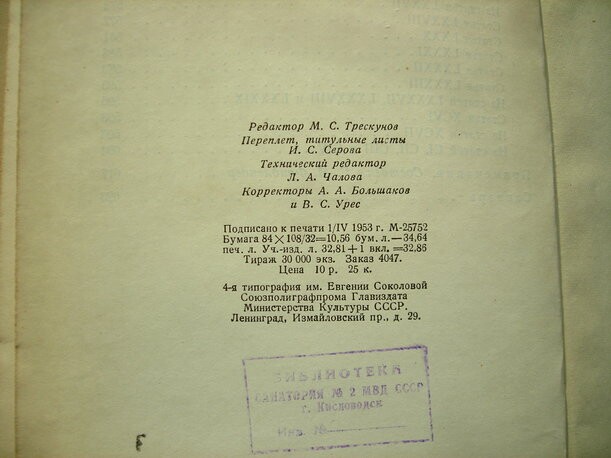 Редактор М. С. Трескунов
Переплет, титульные листы
И. С. Серова
Технический редактор
Л. А. Чалова
Корректоры А. А. Большаков
и В. С. Урес
Подписано к печати 1/IV 1953 г. М-25752
Бумага 84×108/32=10,56 бум. л.—34,64
печ. л. Уч.-изд. л. 32,81+1 вкл. =32,86
Тираж 30 000 экз. Заказ 4047.
Цена 10 р. 25 к.
4-я типография им. Евгении Соколовой
Союзполиграфпрома Главиздата
Министерства Культуры СССР.
Ленинград, Измайловский пр., д. 29.
БИБЛИОТЕКА
САНАТОРИЯ № 2 МВД СССР
г. Кисловодск
Инв. №